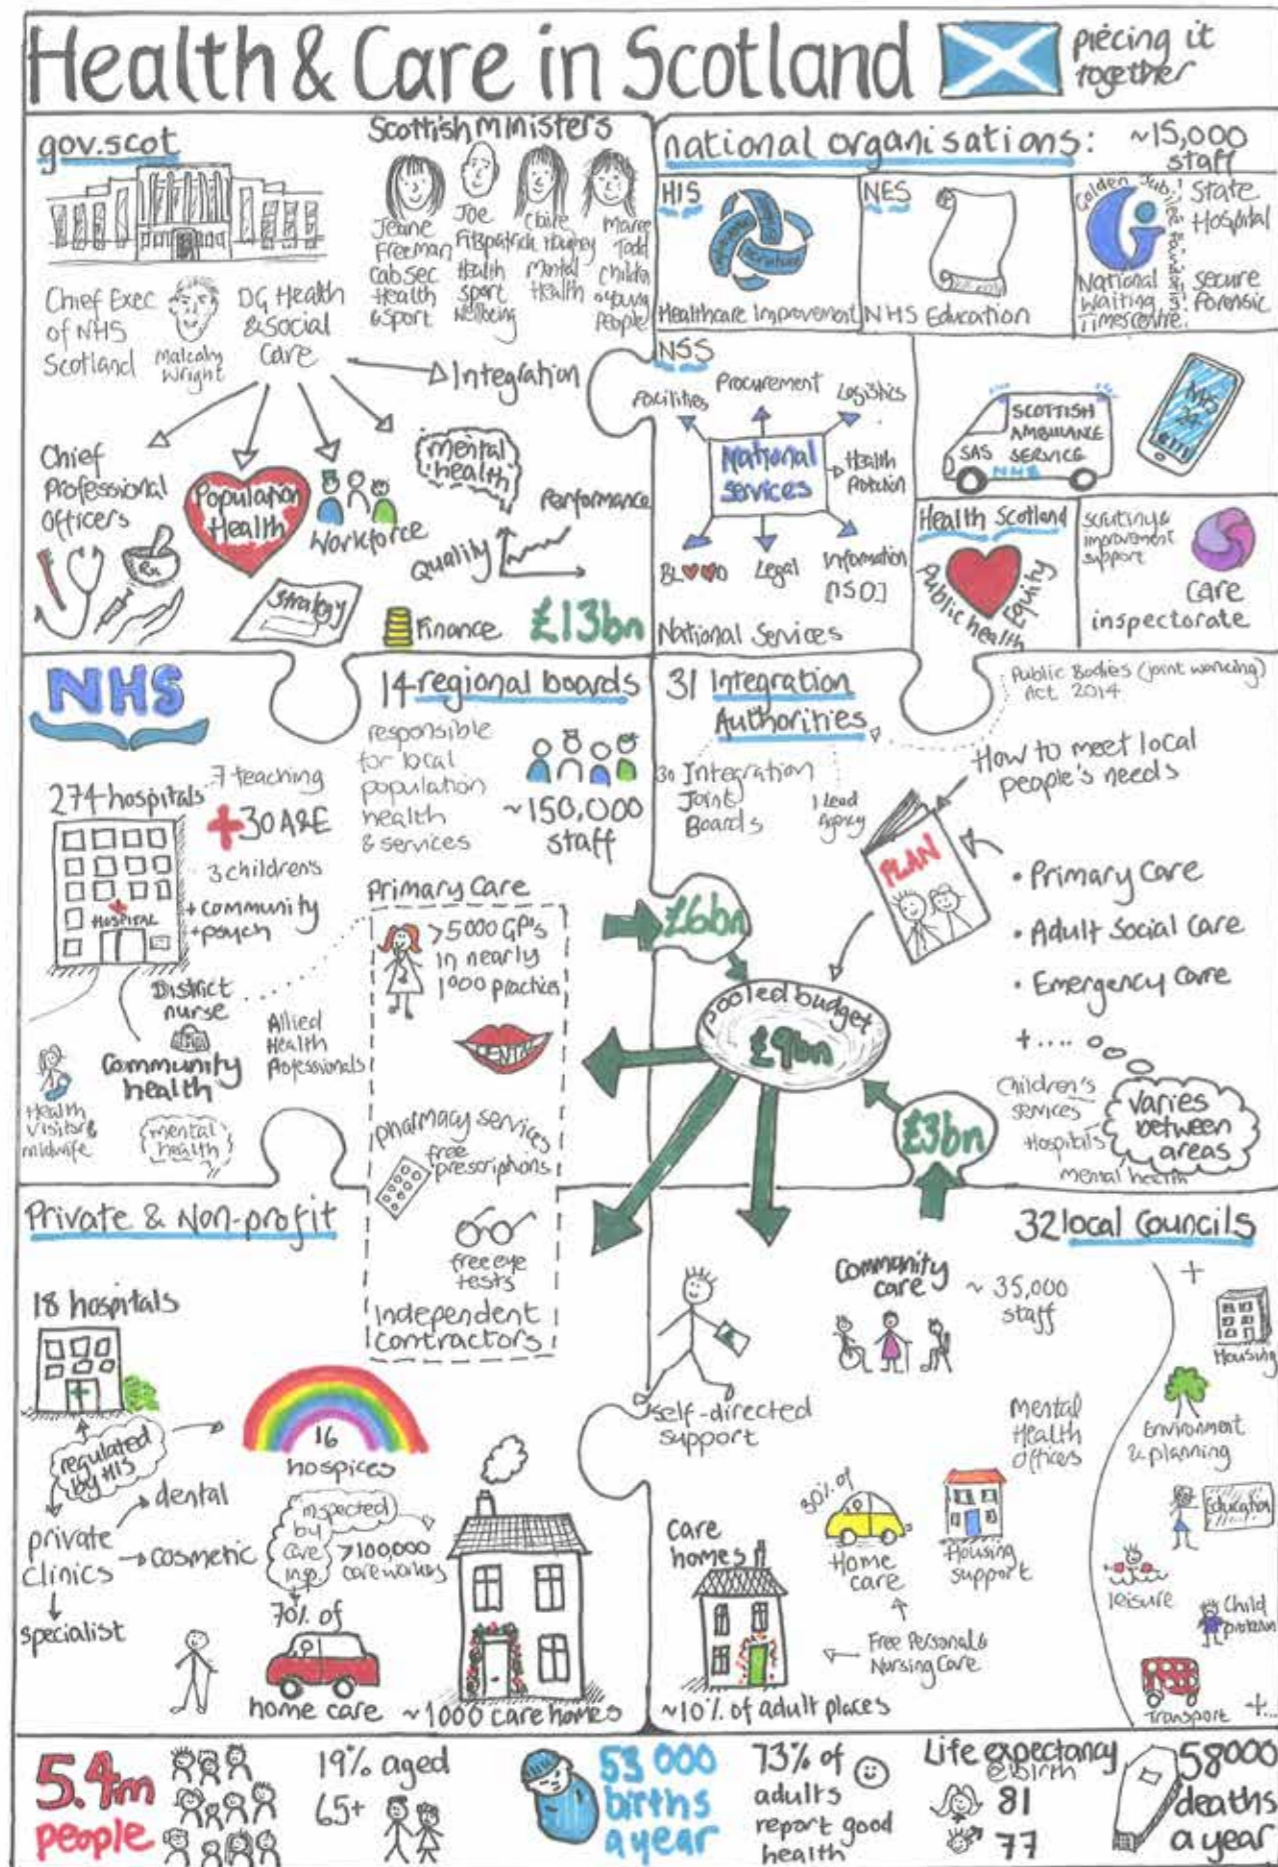 Health & Care in Scotland
piecing it
together
gov.scot
Scottish ministers
Jeane
Freeman
Cab Sec
Health
& Sport
Joe
Fitzpatrick
Health
Sport
Wellbeing
Claire
Haughey
Mental
Health
Maree
Todd
Children
& Young
People
Chief Exec
of NHS
Scotland
Malcolm
Wright
DG Health
& Social
Care
Integration
Chief
Professional
Officers
Population
Health
Workforce
mental
health
Performance
Quality
Rx
Strategy
Finance
£13bn
national organisations:
~15,000
staff
HIS
Healthcare Improvement
NES
NHS Education
Golden Jubilee
National
Waiting
Times Centre
State
Hospital
Secure
Forensic
NSS
Facilities
Procurement
Logistics
National
Services
Health
Protection
BLOOD
Legal
Information
[ISD]
National Services
SCOTTISH
AMBULANCE
SAS SERVICE
NHS
NHS
24
Health Scotland
Public health
Equity
scrutiny &
improvement
support
care
inspectorate
NHS
14 regional boards
responsible
for local
population
health
& services
~150,000
staff
274 hospitals
7 teaching
30 A&E
3 children's
+ community
+ psych
HOSPITAL
District
nurse
Community
health
Allied
Health
Professionals
Health
Visitor &
midwife
mental
health
Primary Care
>5000 GP's
in nearly
1000 practices
DENTAL
pharmacy services
free
prescriptions
free eye
tests
Independent
contractors
31 Integration
Authorities
Public Bodies (joint working)
Act 2014
30 Integration
Joint
Boards
1 Lead
Agency
How to meet local
people's needs
PLAN
• Primary Care
• Adult Social Care
• Emergency Care
+....
Children's
services
Hospitals
mental health
varies
between
areas
£6bn
pooled budget
£9bn
£3bn
Private & Non-profit
18 hospitals
regulated
by HIS
private
clinics
dental
cosmetic
specialist
16
hospices
inspected
by
care
insp.
>100,000
care workers
70% of
home care
~1000 care homes
32 local councils
Community
care
~ 35,000
staff
self-directed
support
Mental
Health
Officers
30% of
Home
care
Housing
support
care
homes
Free Personal &
Nursing Care
~10% of adult places
+
Housing
Environment
& planning
Education
leisure
Child
protection
Transport
+...
5.4m
people
19% aged
65+
53 000
births
a year
73% of
adults
report good
health
Life expectancy
@ birth
81
77
58000
deaths
a year